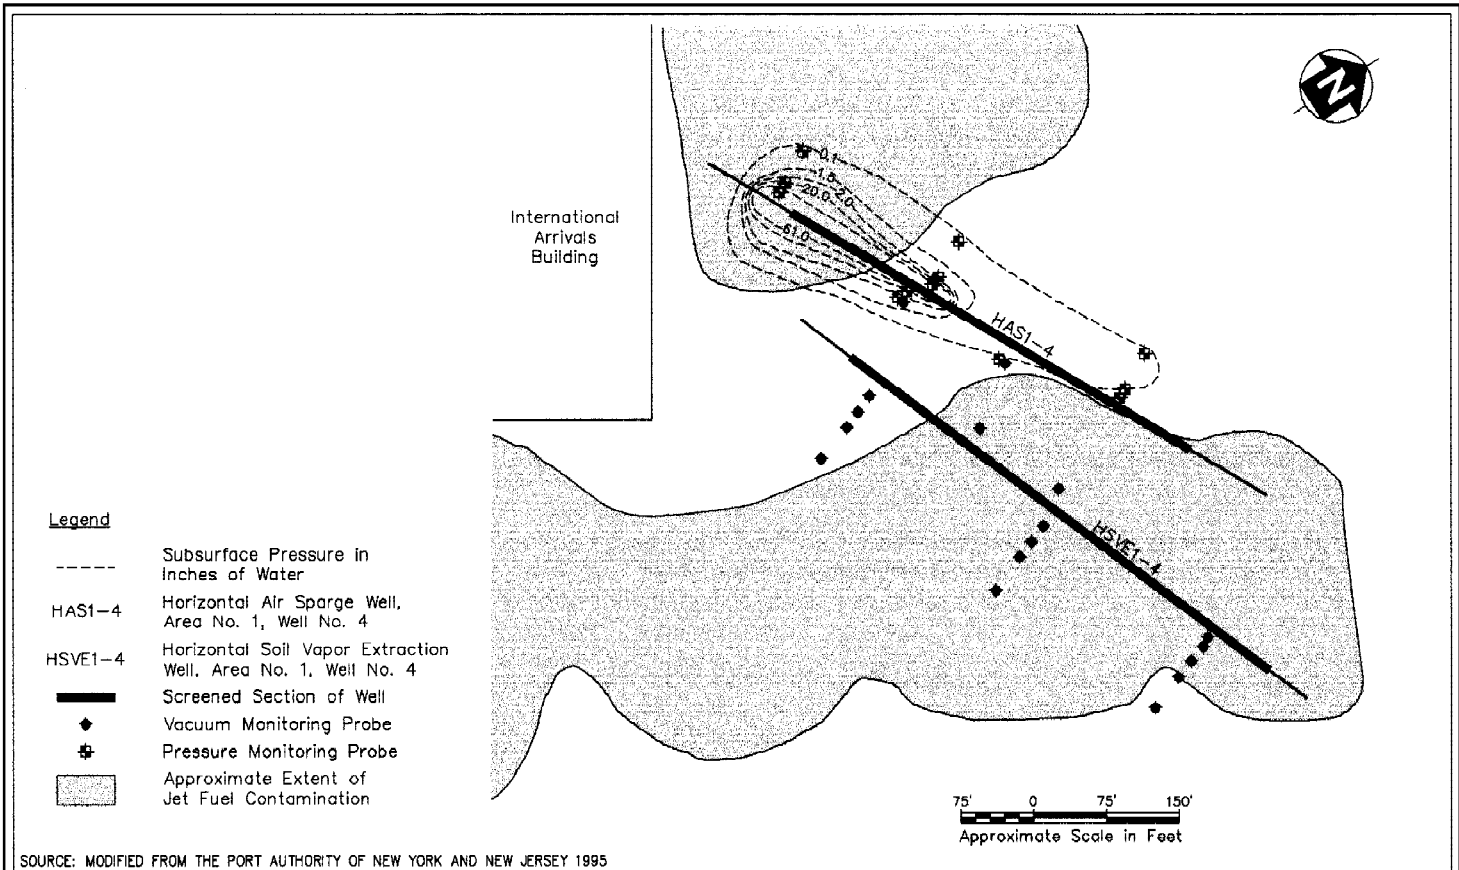 N
0.1
1.8
2.0
20.0
61.0
International
Arrivals
Building
HAS1-4
HSVE1-4
Legend
Subsurface Pressure in
Inches of Water
HAS1-4
Horizontal Air Sparge Well,
Area No. 1, Well No. 4
HSVE1-4
Horizontal Soil Vapor Extraction
Well, Area No. 1, Well No. 4
Screened Section of Well
Vacuum Monitoring Probe
Pressure Monitoring Probe
Approximate Extent of
Jet Fuel Contamination
75' 0 75' 150'
Approximate Scale in Feet
SOURCE: MODIFIED FROM THE PORT AUTHORITY OF NEW YORK AND NEW JERSEY 1995